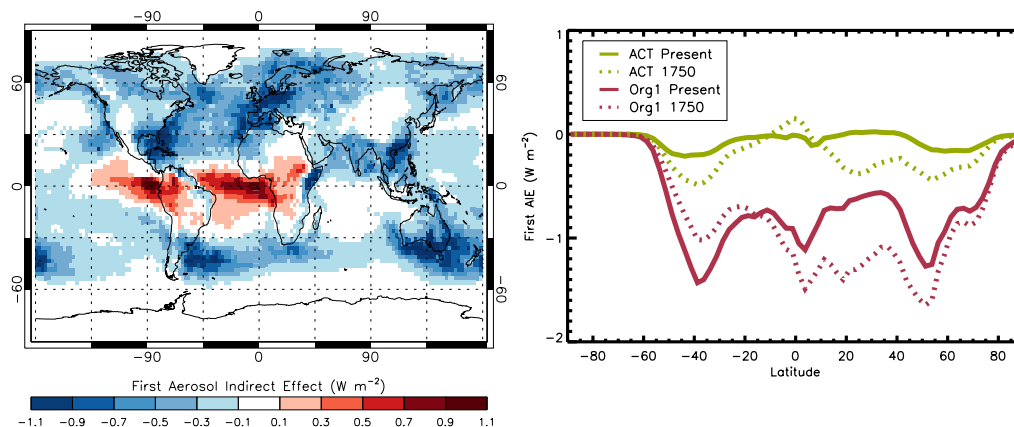 -90 0 90
60 60
30 30
0 0
-60 -60
-90 0 90
First Aerosol Indirect Effect (W m⁻²)
-1.1 -0.9 -0.7 -0.5 -0.3 -0.1 0.1 0.3 0.5 0.7 0.9 1.1
1
0
-1
-2
First AIE (W m⁻²)
ACT Present
ACT 1750
Org1 Present
Org1 1750
-80 -60 -40 -20 0 20 40 60 80
Latitude